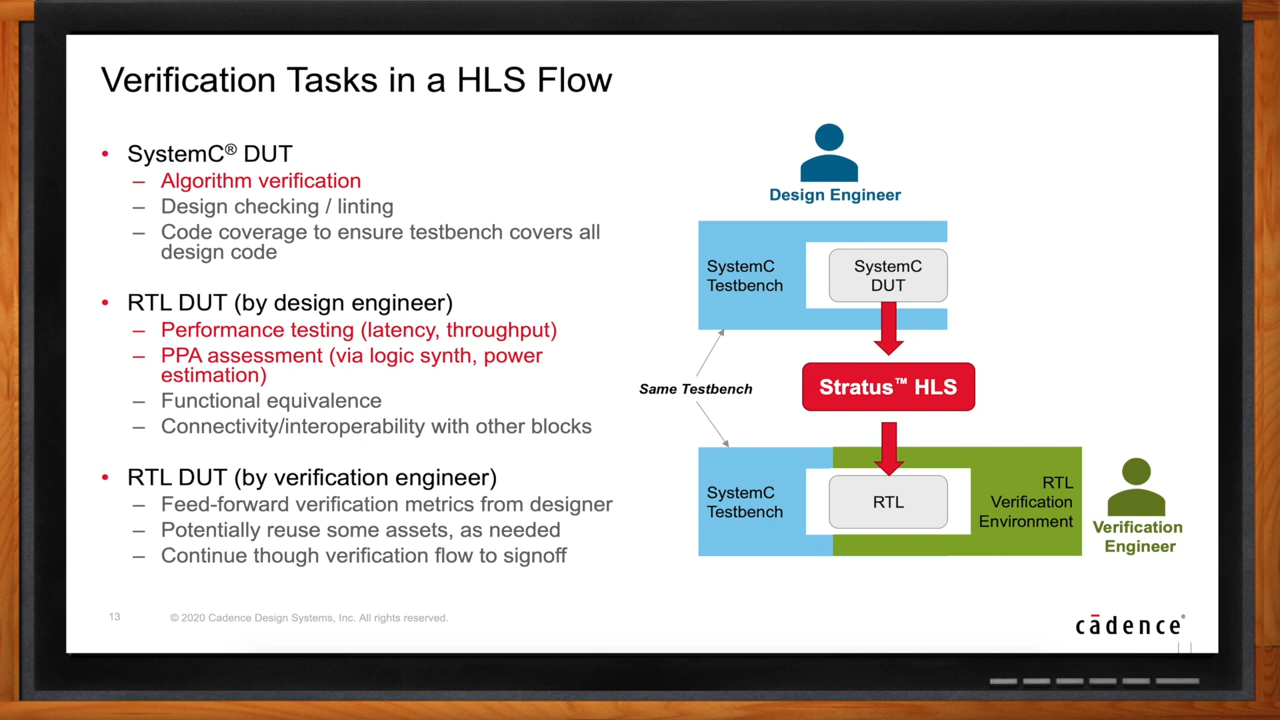 Verification Tasks in a HLS Flow
• SystemC® DUT
– Algorithm verification
– Design checking / linting
– Code coverage to ensure testbench covers all
design code
• RTL DUT (by design engineer)
– Performance testing (latency, throughput)
– PPA assessment (via logic synth, power
estimation)
– Functional equivalence
– Connectivity/interoperability with other blocks
• RTL DUT (by verification engineer)
– Feed-forward verification metrics from designer
– Potentially reuse some assets, as needed
– Continue though verification flow to signoff
Design Engineer
SystemC
Testbench
SystemC
DUT
Same Testbench
Stratus™ HLS
SystemC
Testbench
RTL
RTL
Verification
Environment
Verification
Engineer
13
© 2020 Cadence Design Systems, Inc. All rights reserved.
cādence®